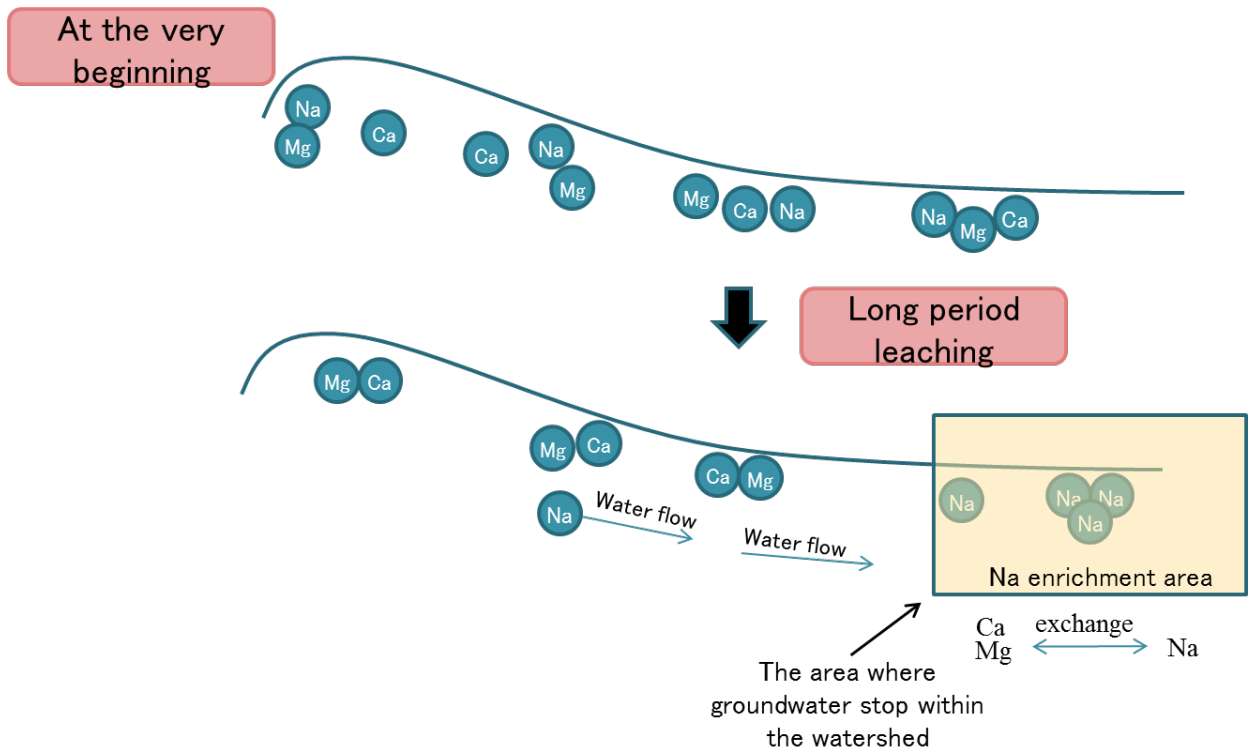 At the very
beginning
Na
Mg
Ca
Ca
Na
Mg
Mg
Ca
Na
Na
Mg
Ca
Long period
leaching
Mg
Ca
Mg
Ca
Ca
Mg
Na
Water flow
Water flow
Na
Na
Na
Na
Na enrichment area
Ca
Mg
exchange
Na
The area where
groundwater stop within
the watershed